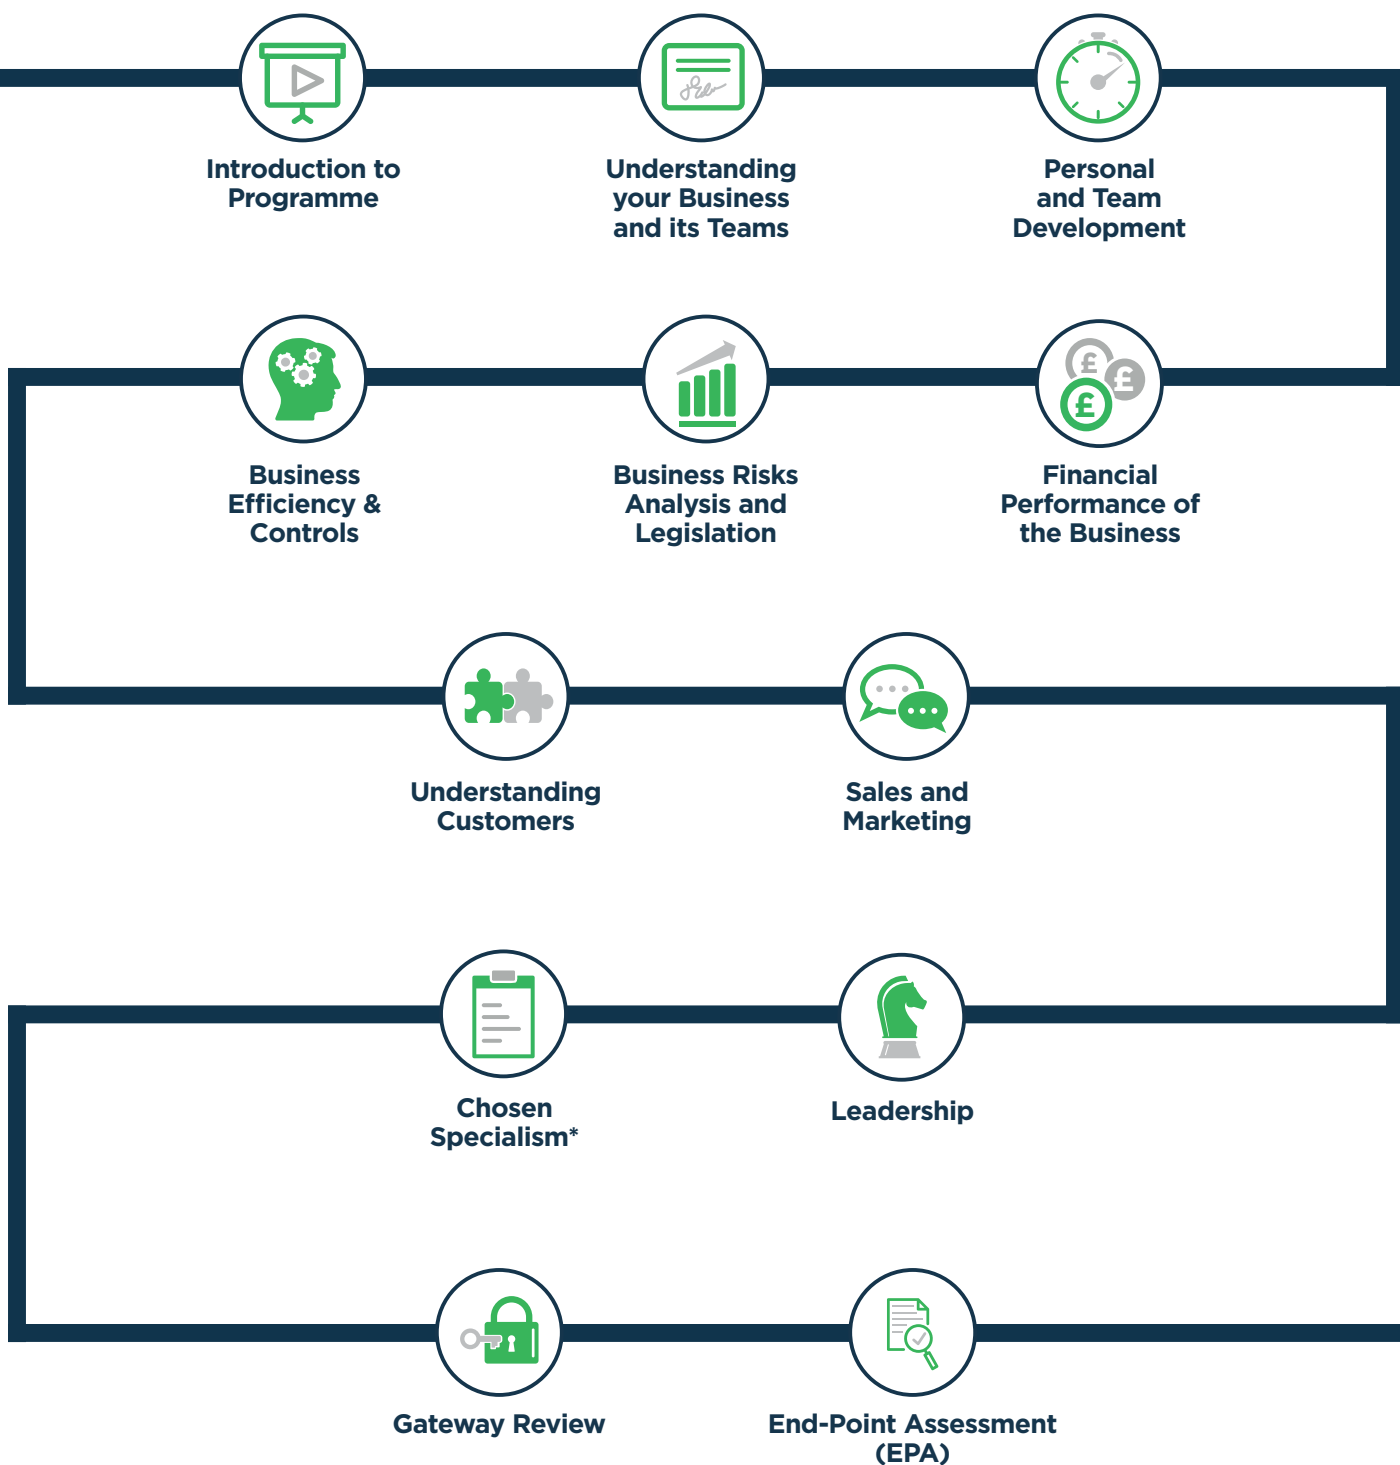 Introduction to
Programme
Understanding
your Business
and its Teams
Personal
and Team
Development
Business
Efficiency &
Controls
Business Risks
Analysis and
Legislation
£
£
£
Financial
Performance of
the Business
Understanding
Customers
Sales and
Marketing
Chosen
Specialism*
Leadership
Gateway Review
End-Point Assessment
(EPA)